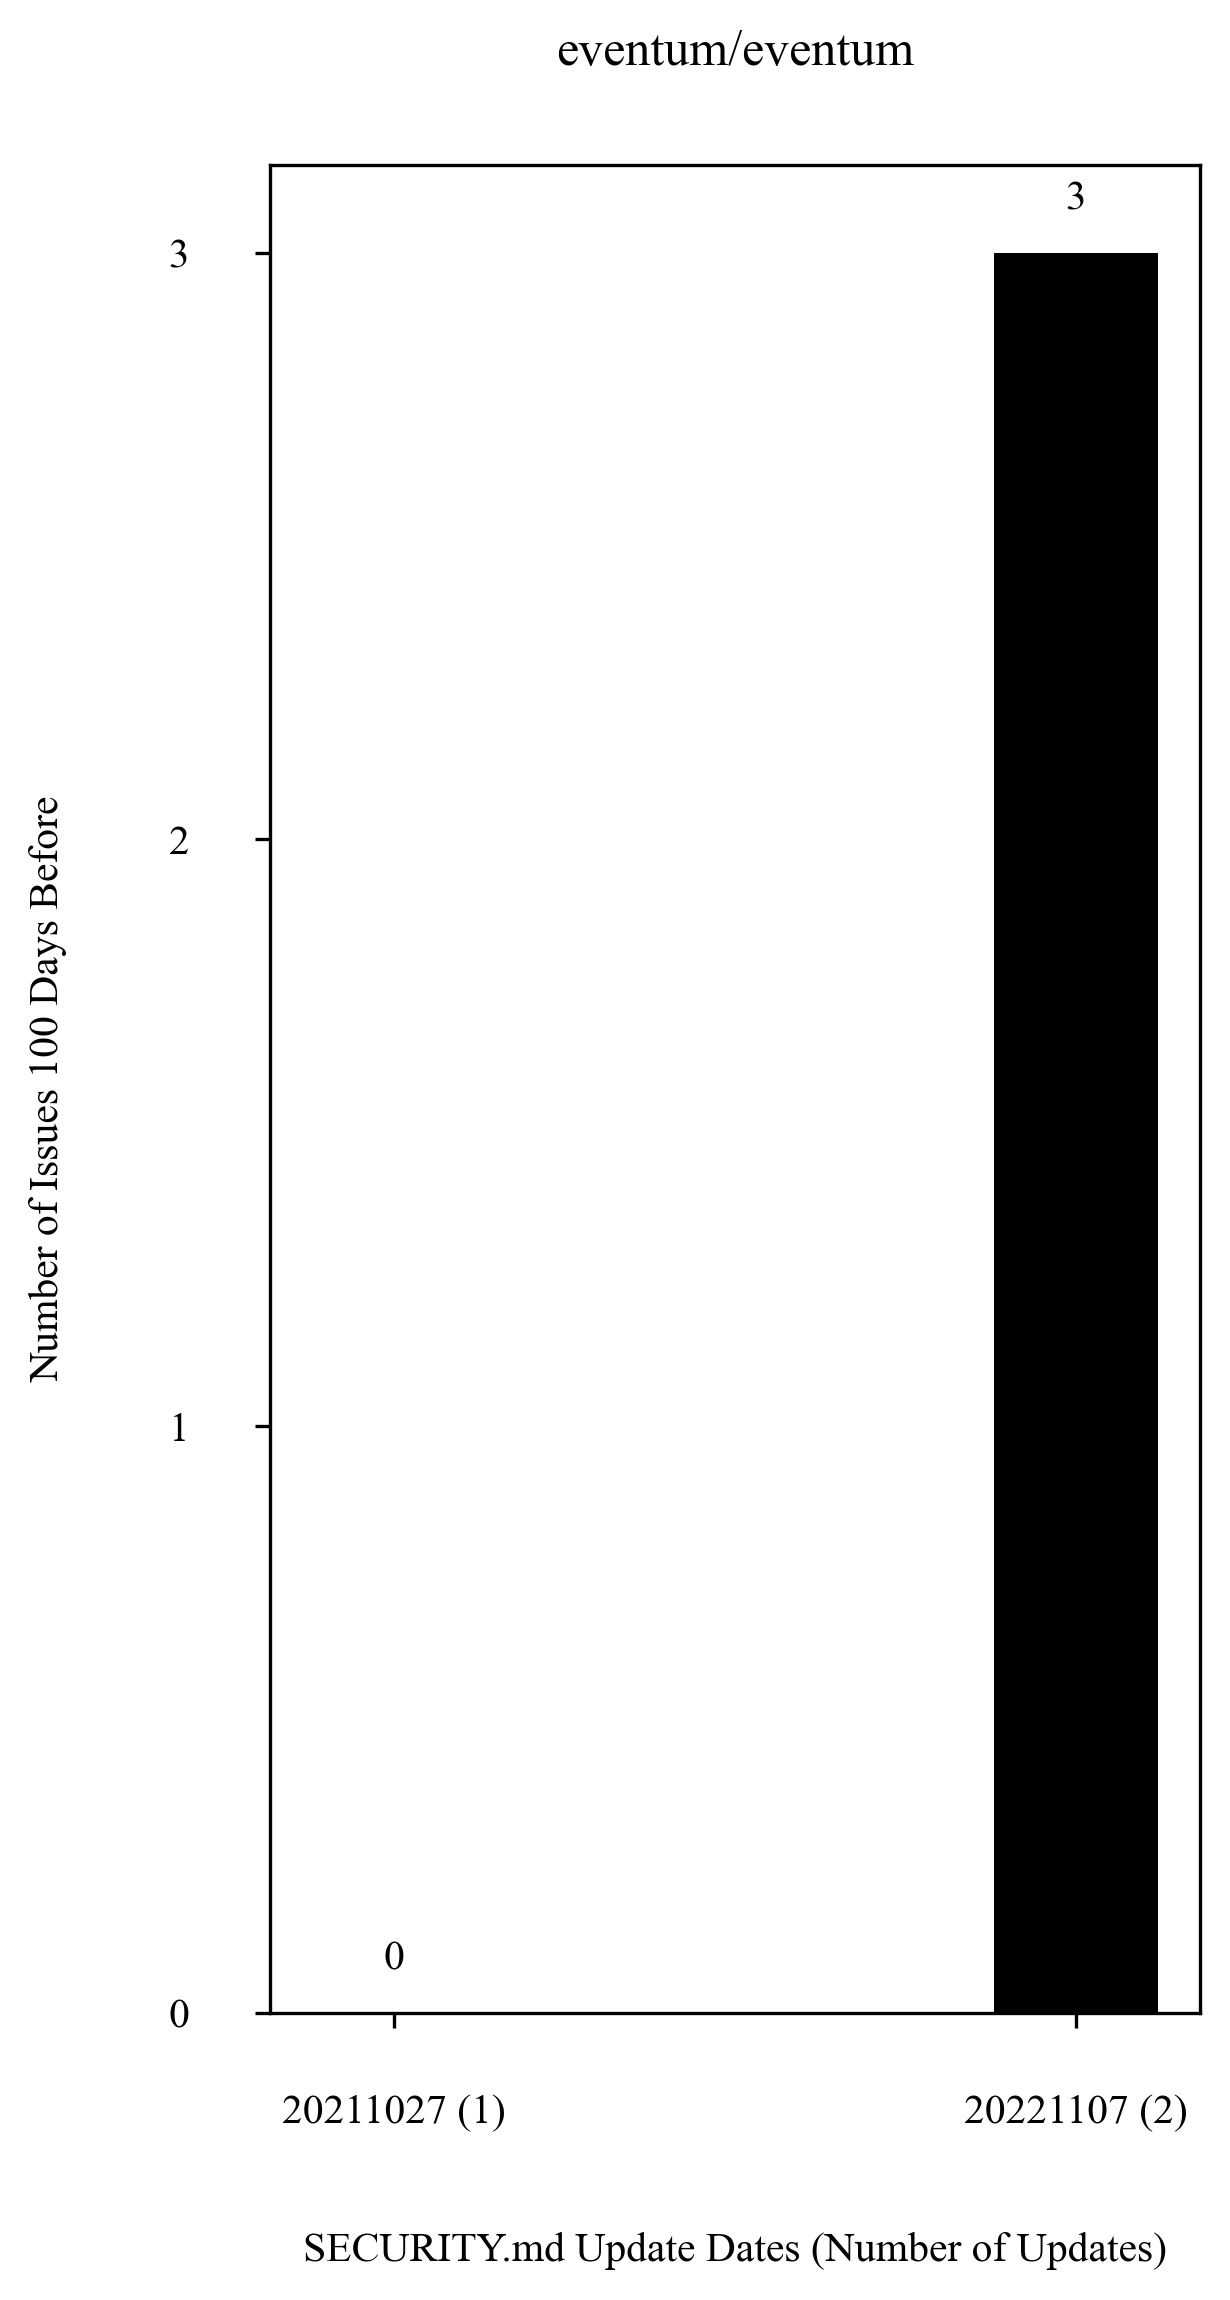 eventum/eventum
3
3
2
Number of Issues 100 Days Before
1
0
0
20211027 (1)
20221107 (2)
SECURITY.md Update Dates (Number of Updates)